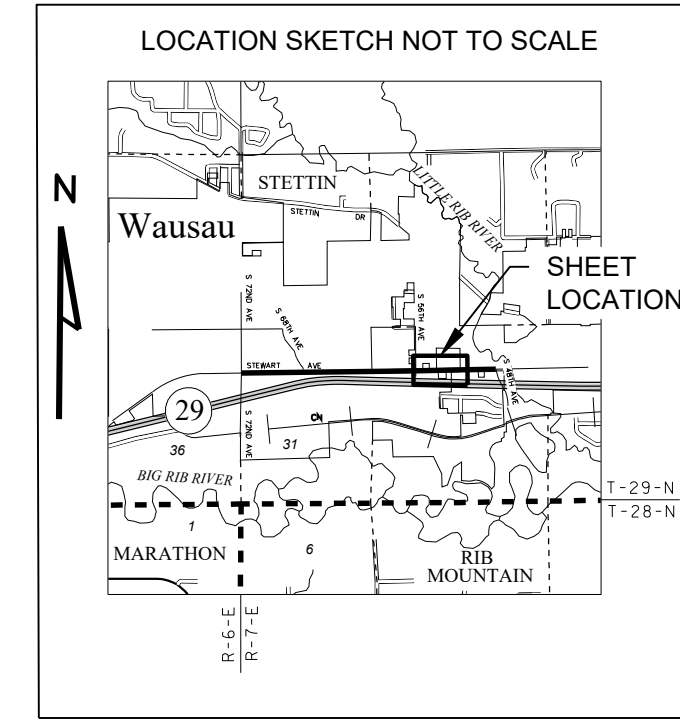 LOCATION SKETCH NOT TO SCALE
N
STETTIN
Wausau
STETTIN DR
LITTLE RIB RIVER
SHEET
LOCATION
S 72ND AVE
S 68TH AVE
S 56TH AVE
STEWART AVE
S 48TH AVE
29
S 72ND AVE
CN
36
31
BIG RIB RIVER
T-29-N
T-28-N
1
6
MARATHON
RIB
MOUNTAIN
R-6-E
R-7-E